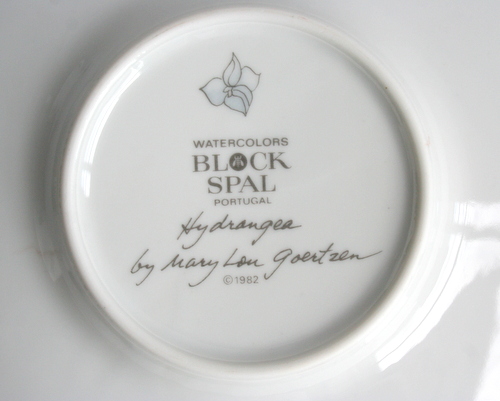 WATERCOLORS
BLOCK
SPAL
PORTUGAL
Hydrangea
by Mary Lou Goertzen
©1982